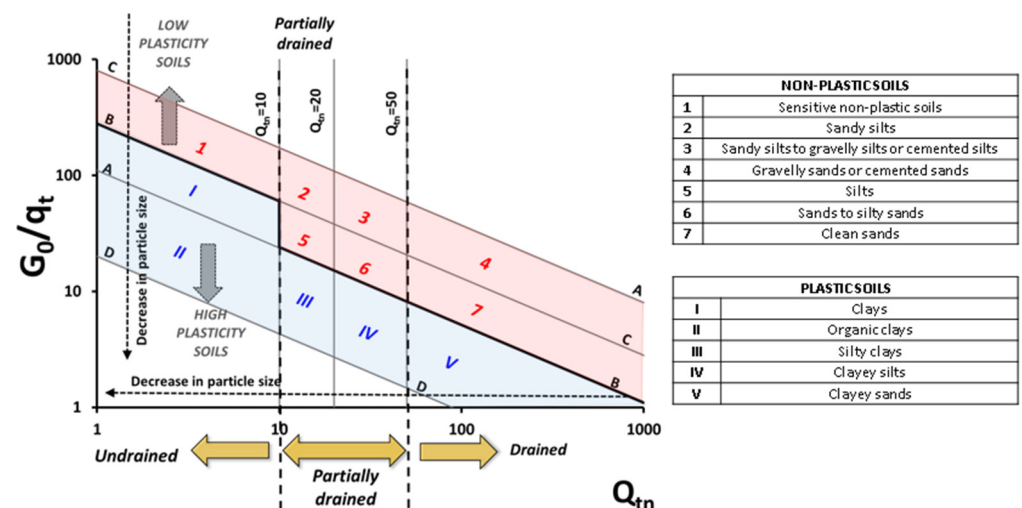 LOW
PLASTICITY
SOILS
Partially
drained
1000
100
10
1
G₀/qₜ
C
B
A
D
Qtn=10
Qtn=20
Qtn=50
1
2
3
4
5
6
7
I
II
III
IV
V
A
C
B
D
Decrease in particle size
HIGH
PLASTICITY
SOILS
Decrease in particle size
1
10
100
1000
Undrained
Partially
drained
Drained
Qtn
NON-PLASTIC SOILS
1 Sensitive non-plastic soils
2 Sandy silts
3 Sandy silts to gravelly silts or cemented silts
4 Gravelly sands or cemented sands
5 Silts
6 Sands to silty sands
7 Clean sands
PLASTIC SOILS
I Clays
II Organic clays
III Silty clays
IV Clayey silts
V Clayey sands